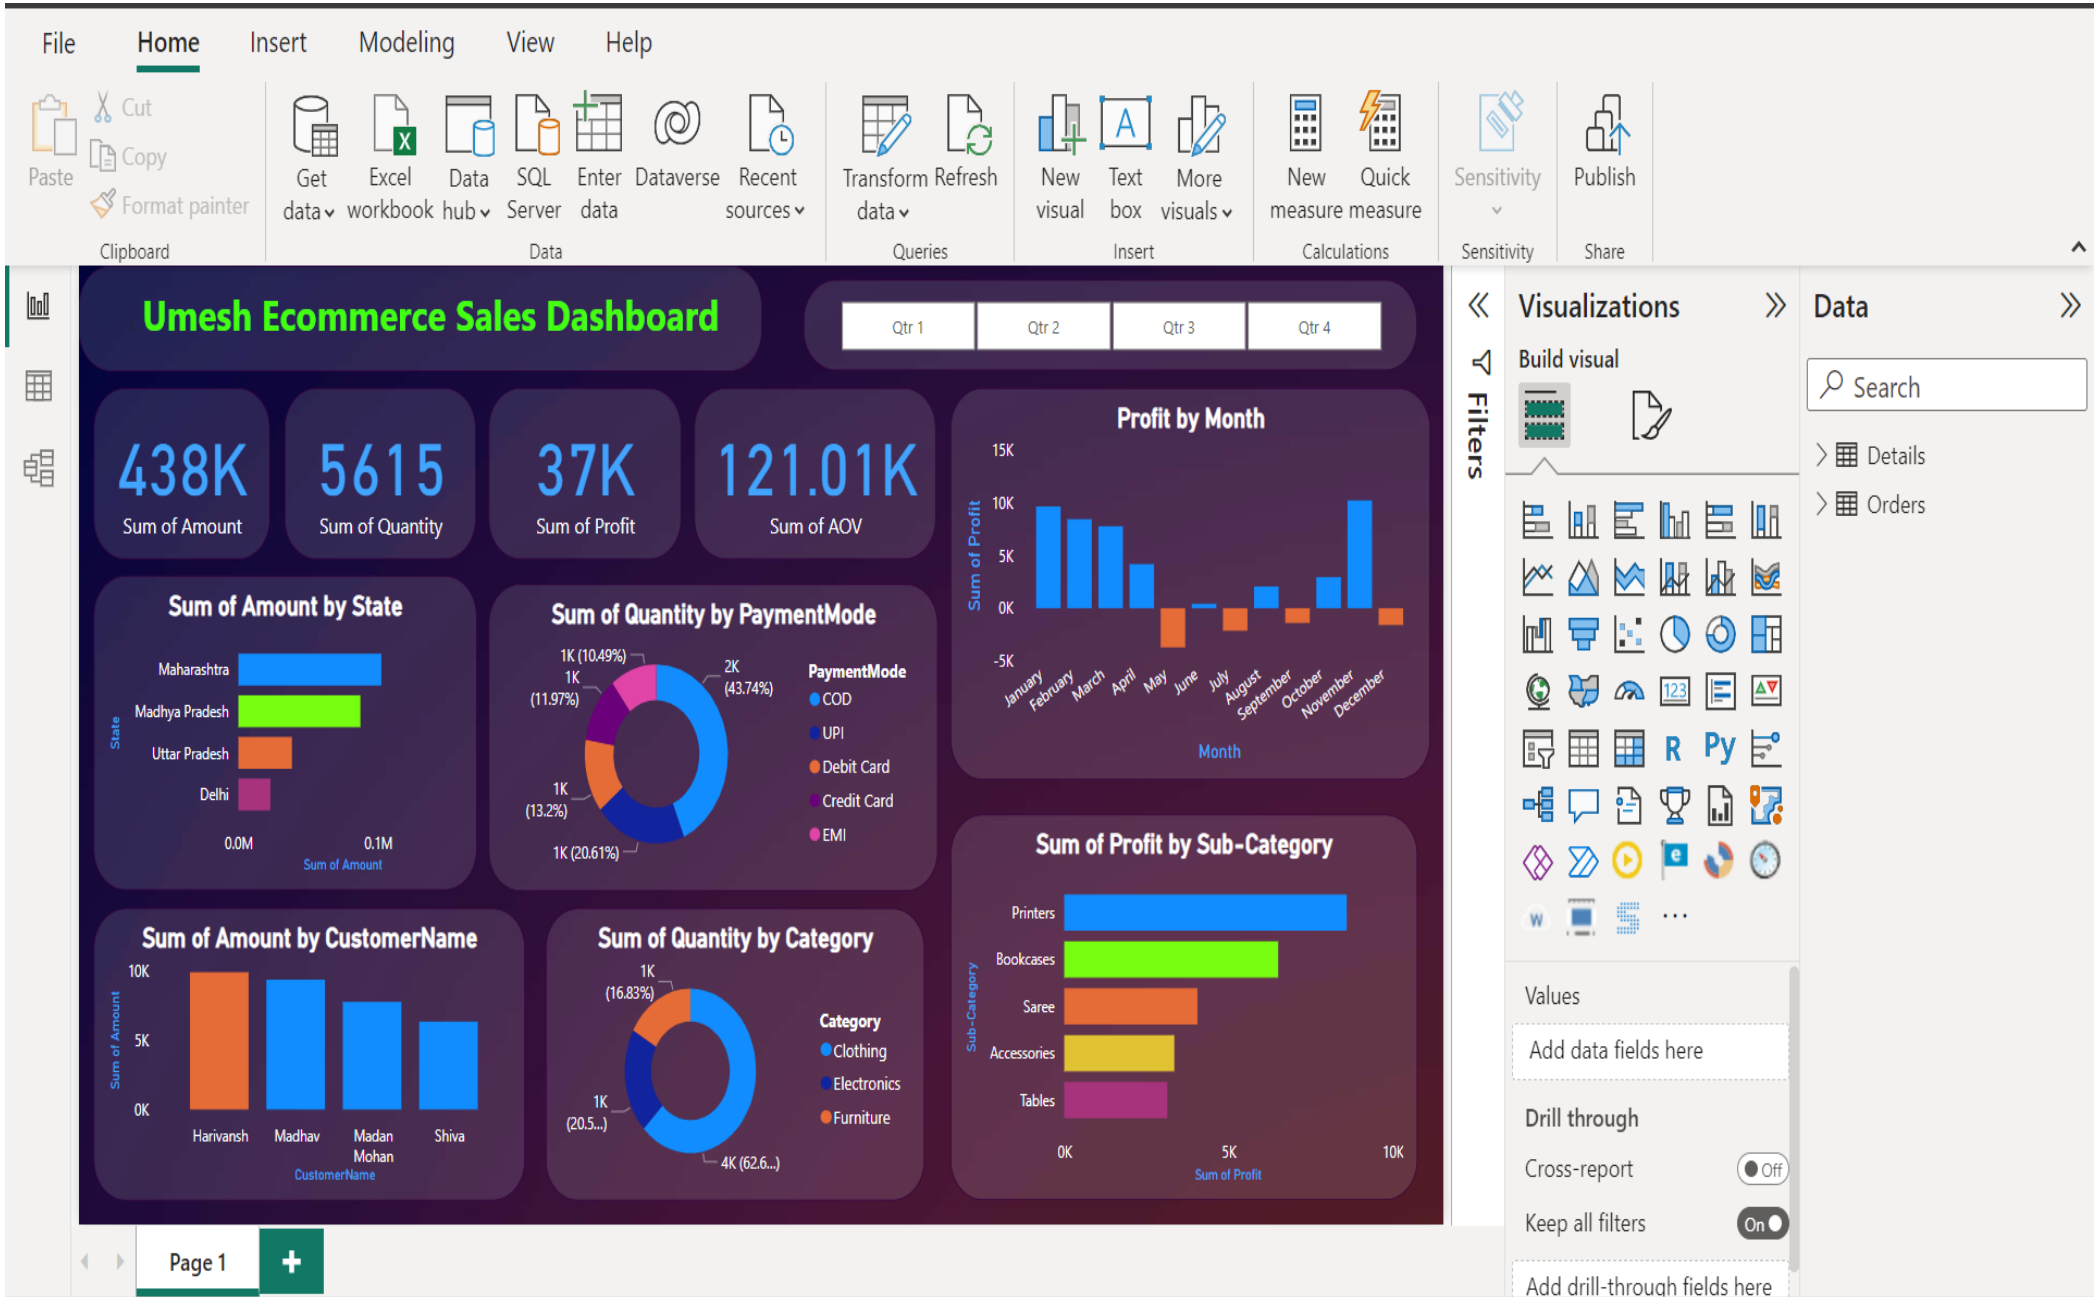 File Home Insert Modeling View Help
Paste
Cut
Copy
Format painter
Clipboard
Get data
Excel workbook
Data hub
SQL Server
Enter data
Dataverse
Recent sources
Data
Transform data
Refresh
Queries
New visual
Text box
More visuals
Insert
New measure
Quick measure
Calculations
Sensitivity
Sensitivity
Publish
Share
Umesh Ecommerce Sales Dashboard
Qtr 1 Qtr 2 Qtr 3 Qtr 4
438K
Sum of Amount
5615
Sum of Quantity
37K
Sum of Profit
121.01K
Sum of AOV
Profit by Month
Sum of Profit
15K
10K
5K
0K
-5K
January February March April May June July August September October November December
Month
Sum of Amount by State
State
Maharashtra
Madhya Pradesh
Uttar Pradesh
Delhi
0.0M 0.1M
Sum of Amount
Sum of Quantity by PaymentMode
1K (10.49%)
1K
(11.97%)
2K
(43.74%)
1K
(13.2%)
1K (20.61%)
PaymentMode
COD
UPI
Debit Card
Credit Card
EMI
Sum of Profit by Sub-Category
Sub-Category
Printers
Bookcases
Saree
Accessories
Tables
0K 5K 10K
Sum of Profit
Sum of Amount by CustomerName
Sum of Amount
10K
5K
0K
Harivansh Madhav Madan Mohan Shiva
CustomerName
Sum of Quantity by Category
1K
(16.83%)
1K
(20.5...)
4K (62.6...)
Category
Clothing
Electronics
Furniture
Filters
Visualizations
Build visual
123
R
Py
e
W
...
Values
Add data fields here
Drill through
Cross-report Off
Keep all filters On
Add drill-through fields here
Data
Search
Details
Orders
Page 1